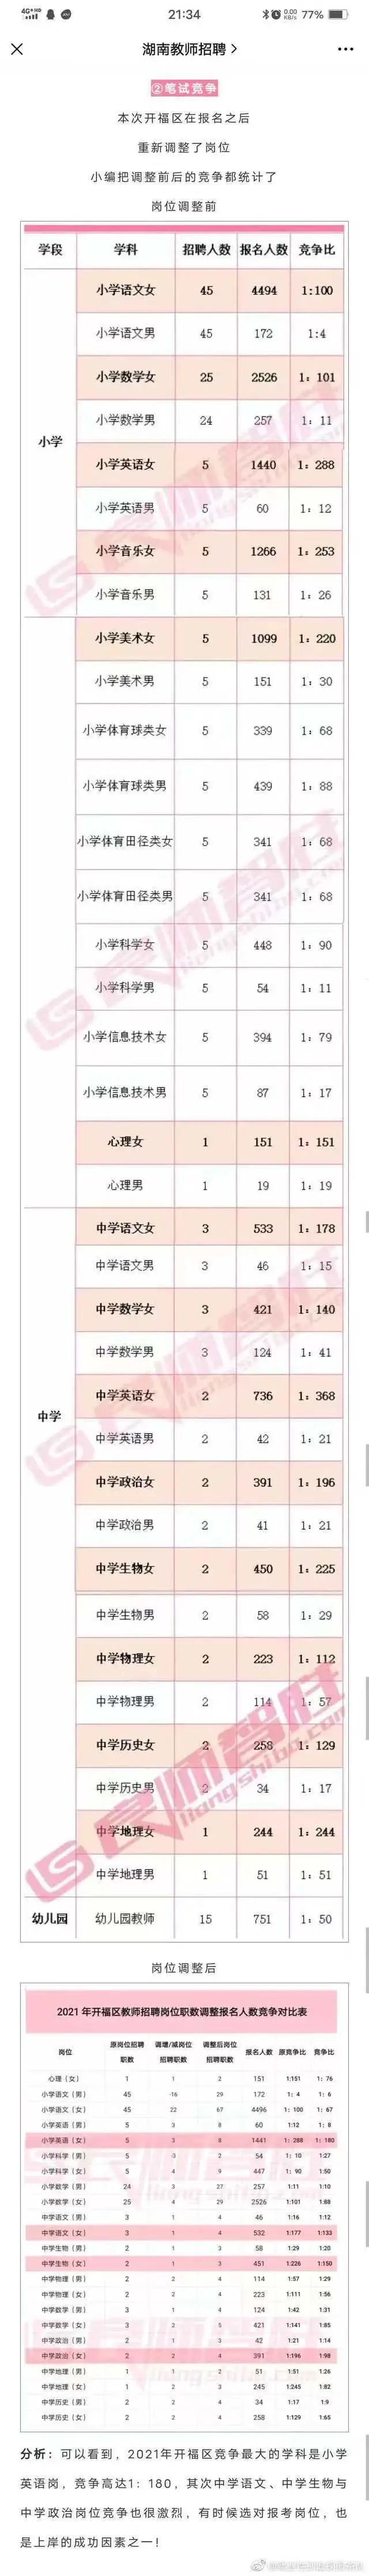 4G+ HD 21:34 0.00 KB/s 77%
湖南教师招聘
②笔试竞争
本次开福区在报名之后
重新调整了岗位
小编把调整前后的竞争都统计了
岗位调整前
学段 学科 招聘人数 报名人数 竞争比
小学
小学语文女 45 4494 1:100
小学语文男 45 172 1:4
小学数学女 25 2526 1：101
小学数学男 24 257 1：11
小学英语女 5 1440 1：288
小学英语男 5 60 1：12
小学音乐女 5 1266 1：253
小学音乐男 5 131 1：26
小学美术女 5 1099 1：220
小学美术男 5 151 1：30
小学体育球类女 5 339 1：68
小学体育球类男 5 439 1：88
小学体育田径类女 5 341 1：68
小学体育田径类男 5 341 1：68
小学科学女 5 448 1：90
小学科学男 5 54 1：11
小学信息技术女 5 394 1：79
小学信息技术男 5 87 1：17
心理女 1 151 1：151
心理男 1 19 1：19
中学
中学语文女 3 533 1：178
中学语文男 3 46 1：15
中学数学女 3 421 1：140
中学数学男 3 124 1：41
中学英语女 2 736 1：368
中学英语男 2 42 1：21
中学政治女 2 391 1：196
中学政治男 2 41 1：21
中学生物女 2 450 1：225
中学生物男 2 58 1：29
中学物理女 2 223 1：112
中学物理男 2 114 1：57
中学历史女 2 258 1：129
中学历史男 2 34 1：17
中学地理女 1 244 1：244
中学地理男 1 51 1：51
幼儿园 幼儿园教师 15 751 1：50
岗位调整后
2021 年开福区教师招聘岗位职数调整报名人数竞争对比表
岗位 原岗位招聘职数 调增/减岗位招聘职数 调整后岗位招聘职数 报名人数 原竞争比 竞争比
心理（女） 1 1 2 151 1:151 1：76
小学语文（男） 45 -16 29 172 1：4 1：6
小学语文（女） 45 22 67 4496 1：100 1：67
小学英语（男） 5 3 8 60 1:12 1：8
小学英语（女） 5 3 8 1441 1：288 1：180
小学科学（男） 5 -3 2 54 1：10 1:27
小学科学（女） 5 4 9 447 1：90 1:50
小学数学（男） 24 3 27 257 1:11 1:10
小学数学（女） 25 4 29 2526 1:101 1:88
中学语文（男） 3 1 4 46 1:16 1:12
中学语文（女） 3 1 4 532 1:177 1:133
中学生物（男） 2 1 3 58 1:29 1:20
中学生物（女） 2 1 3 451 1:226 1:150
中学物理（男） 2 2 4 114 1:57 1:29
中学物理（女） 2 2 4 223 1:111 1:56
中学数学（男） 3 1 4 124 1:42 1:31
中学数学（女） 3 2 5 421 1:141 1:85
中学政治（男） 2 1 3 42 1:21 1:14
中学政治（女） 2 2 4 391 1:196 1:98
中学地理（男） 1 1 2 51 1:51 1:26
中学地理（女） 1 2 3 245 1:245 1:82
中学历史（男） 2 2 4 34 1:17 1:9
中学历史（女） 2 2 4 258 1:129 1:65
分析：可以看到，2021年开福区竞争最大的学科是小学
英语岗，竞争高达1：180，其次中学语文、中学生物与
中学政治岗位竞争也很激烈，有时候选对报考岗位，也
是上岸的成功因素之一！